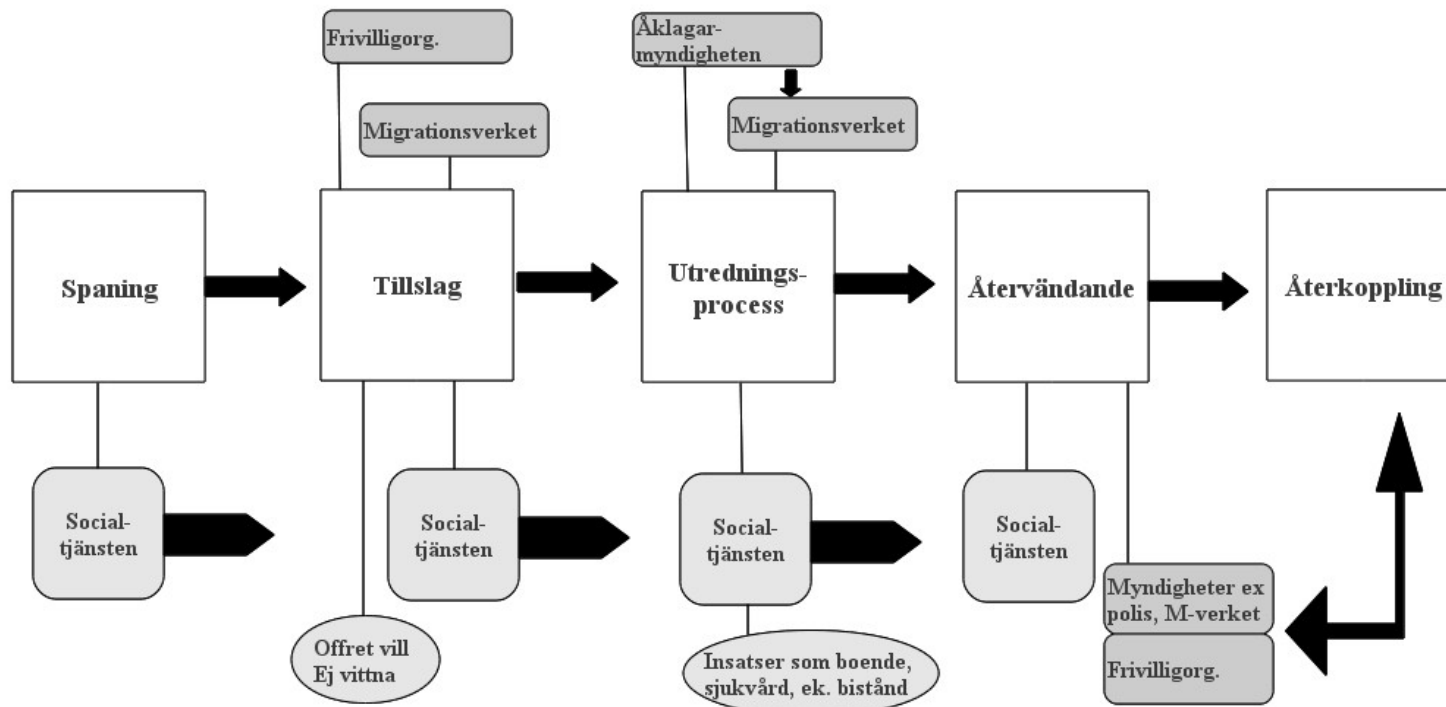 Frivilligorg.
Migrationsverket
Åklagar-
myndigheten
Migrationsverket
Spaning
Tillslag
Utrednings-
process
Återvändande
Återkoppling
Social-
tjänsten
Social-
tjänsten
Social-
tjänsten
Social-
tjänsten
Offret vill
Ej vittna
Insatser som boende,
sjukvård, ek. bistånd
Myndigheter ex
polis, M-verket
Frivilligorg.